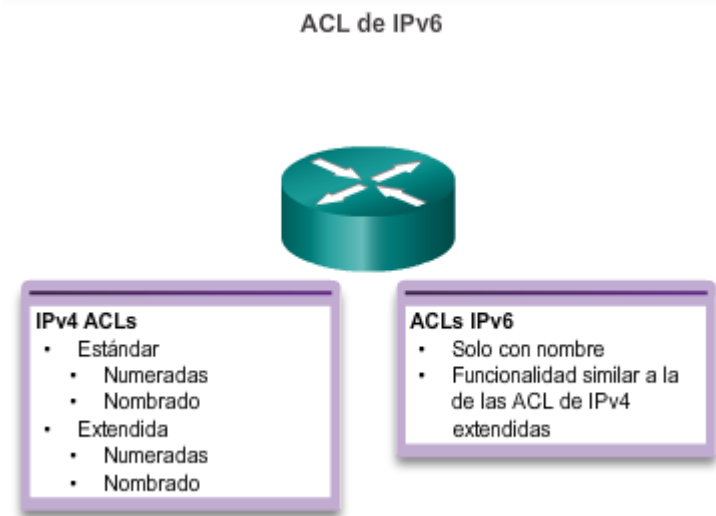 ACL de IPv6
IPv4 ACLs
• Estándar
• Numeradas
• Nombrado
• Extendida
• Numeradas
• Nombrado
ACLs IPv6
• Solo con nombre
• Funcionalidad similar a la
de las ACL de IPv4
extendidas